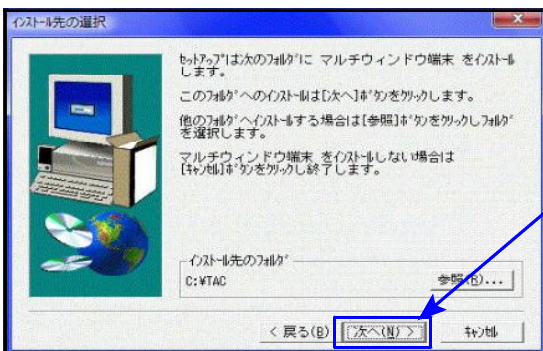 ｲﾝｽﾄｰﾙ先の選択
ｾｯﾄｱｯﾌﾟは次のﾌｫﾙﾀﾞに マルチウィンドウ端末 をｲﾝｽﾄｰﾙ
します。
このﾌｫﾙﾀﾞへのｲﾝｽﾄｰﾙは[次へ]ﾎﾞﾀﾝをｸﾘｯｸします。
他のﾌｫﾙﾀﾞへｲﾝｽﾄｰﾙする場合は[参照]ﾎﾞﾀﾝをｸﾘｯｸしﾌｫﾙﾀﾞ
を選択します。
マルチウィンドウ端末 をｲﾝｽﾄｰﾙしない場合は
[ｷｬﾝｾﾙ]ﾎﾞﾀﾝをｸﾘｯｸし終了します。
ｲﾝｽﾄｰﾙ先のﾌｫﾙﾀﾞ
C:¥TAC
参照(R)...
< 戻る(B)
次へ(N) >
ｷｬﾝｾﾙ